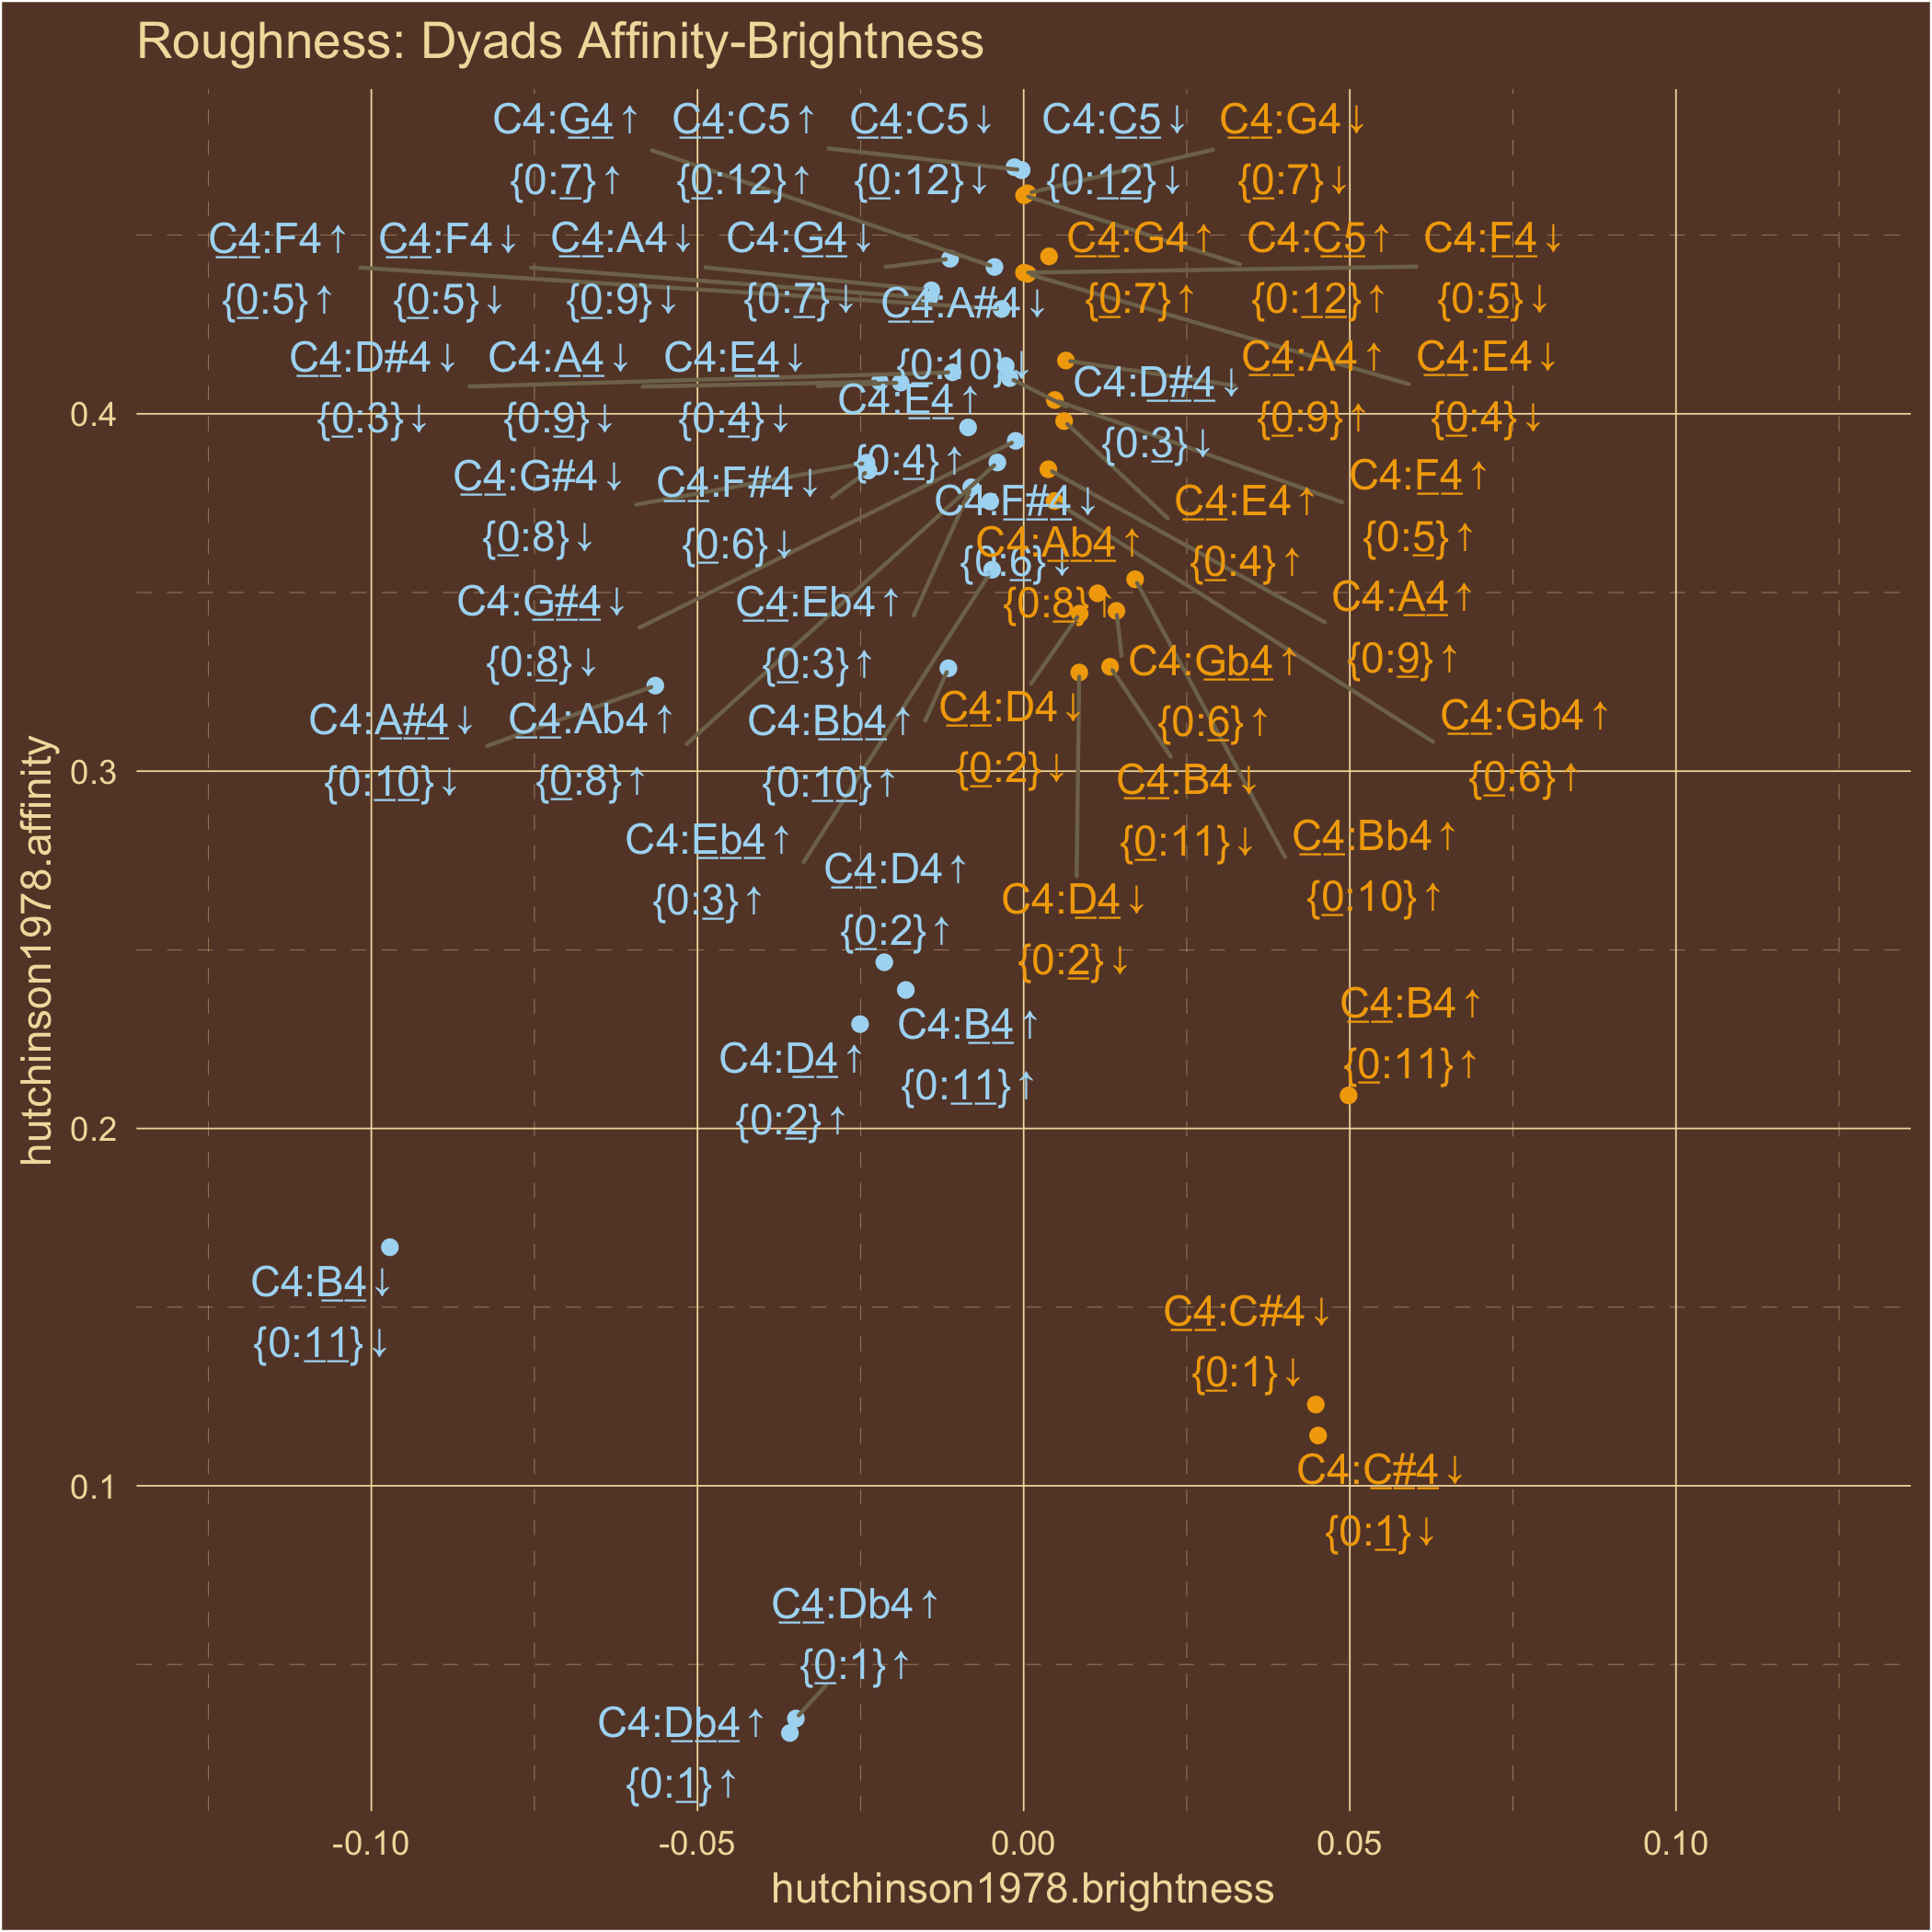 Roughness: Dyads Affinity-Brightness
C4:G4↑
{0:7}↑
C4:C5↑
{0:12}↑
C4:C5↓
{0:12}↓
C4:C5↓
{0:12}↓
C4:G4↓
{0:7}↓
C4:F4↑
{0:5}↑
C4:F4↓
{0:5}↓
C4:A4↓
{0:9}↓
C4:G4↓
{0:7}↓
C4:A#4↓
{0:10}↓
C4:G4↑
{0:7}↑
C4:C5↑
{0:12}↑
C4:F4↓
{0:5}↓
C4:D#4↓
{0:3}↓
C4:A4↓
{0:9}↓
C4:E4↓
{0:4}↓
C4:E4↑
{0:4}↑
C4:D#4↓
{0:3}↓
C4:A4↑
{0:9}↑
C4:E4↓
{0:4}↓
C4:G#4↓
{0:8}↓
C4:F#4↓
{0:6}↓
C4:F#4↓
{0:6}↓
C4:E4↑
{0:4}↑
C4:F4↑
{0:5}↑
C4:Ab4↑
{0:8}↑
C4:G#4↓
{0:8}↓
C4:Eb4↑
{0:3}↑
C4:A4↑
{0:9}↑
C4:Gb4↑
{0:6}↑
C4:A#4↓
{0:10}↓
C4:Ab4↑
{0:8}↑
C4:Bb4↑
{0:10}↑
C4:D4↓
{0:2}↓
C4:Gb4↑
{0:6}↑
C4:B4↓
{0:11}↓
C4:Eb4↑
{0:3}↑
C4:D4↑
{0:2}↑
C4:D4↓
{0:2}↓
C4:Bb4↑
{0:10}↑
C4:B4↑
{0:11}↑
C4:D4↑
{0:2}↑
C4:B4↑
{0:11}↑
C4:B4↓
{0:11}↓
C4:C#4↓
{0:1}↓
C4:C#4↓
{0:1}↓
C4:Db4↑
{0:1}↑
C4:Db4↑
{0:1}↑
0.4
0.3
0.2
0.1
hutchinson1978.affinity
-0.10
-0.05
0.00
0.05
0.10
hutchinson1978.brightness